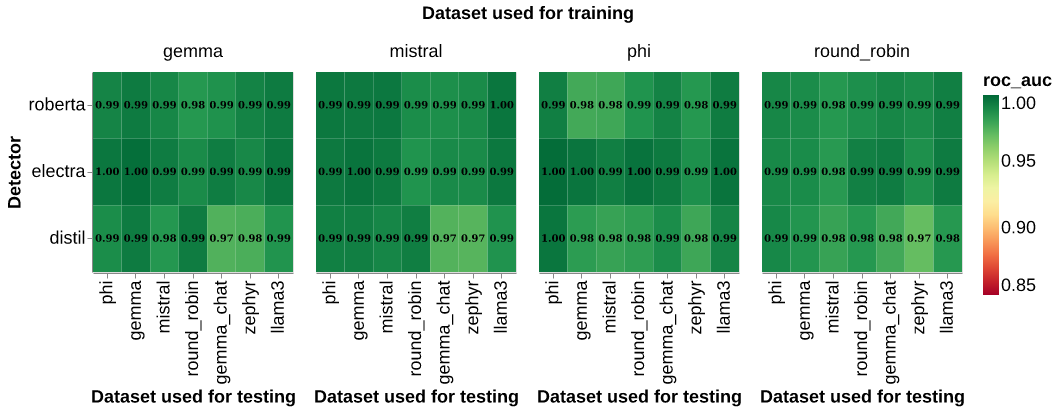 Dataset used for training
gemma mistral phi round_robin
roc_auc
Detector
roberta 0.99 0.99 0.99 0.98 0.99 0.99 0.99 0.99 0.99 0.99 0.99 0.99 0.99 1.00 0.99 0.98 0.98 0.99 0.99 0.98 0.99 0.99 0.99 0.98 0.99 0.99 0.98 0.99
electra 1.00 1.00 0.99 0.99 0.99 0.99 0.99 0.99 1.00 0.99 0.99 0.99 0.99 0.99 1.00 1.00 0.99 1.00 0.99 0.99 1.00 0.99 0.99 0.98 0.99 0.99 0.99 0.99
distil 0.99 0.99 0.98 0.99 0.97 0.98 0.99 0.99 0.99 0.99 0.99 0.97 0.97 0.99 1.00 0.98 0.98 0.98 0.99 0.98 0.99 0.99 0.99 0.98 0.98 0.98 0.97 0.98
1.00
0.95
0.90
0.85
phi gemma mistral round_robin gemma_chat zephyr llama3 phi gemma mistral round_robin gemma_chat zephyr llama3 phi gemma mistral round_robin gemma_chat zephyr llama3 phi gemma mistral round_robin gemma_chat zephyr llama3
Dataset used for testing Dataset used for testing Dataset used for testing Dataset used for testing